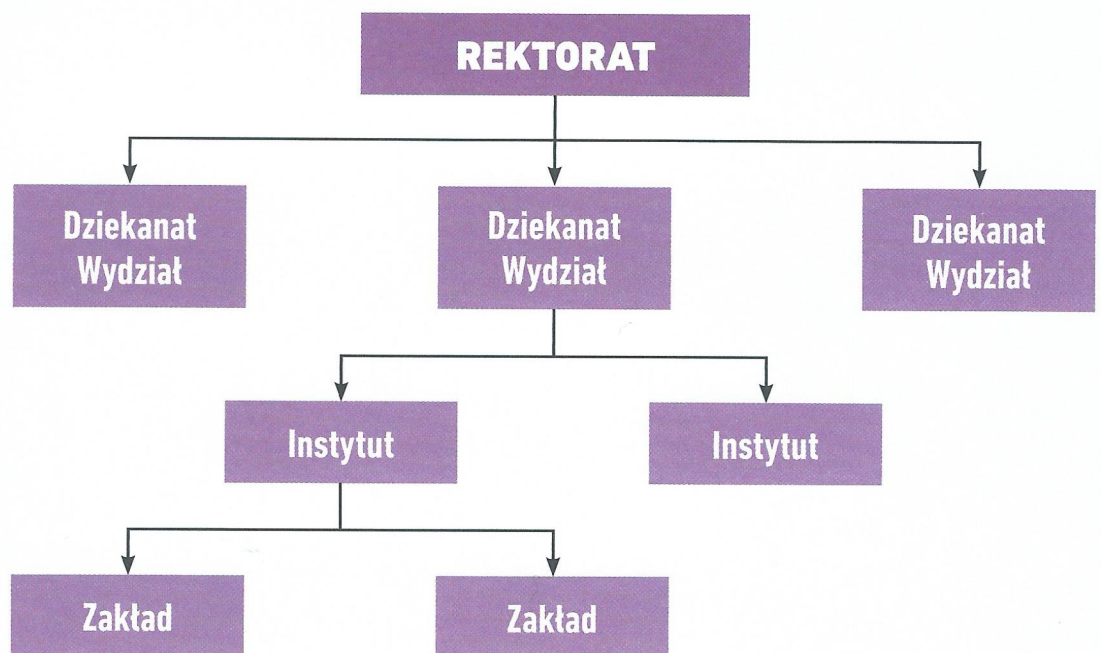 REKTORAT
Dziekanat
Wydział
Dziekanat
Wydział
Dziekanat
Wydział
Instytut
Instytut
Zakład
Zakład